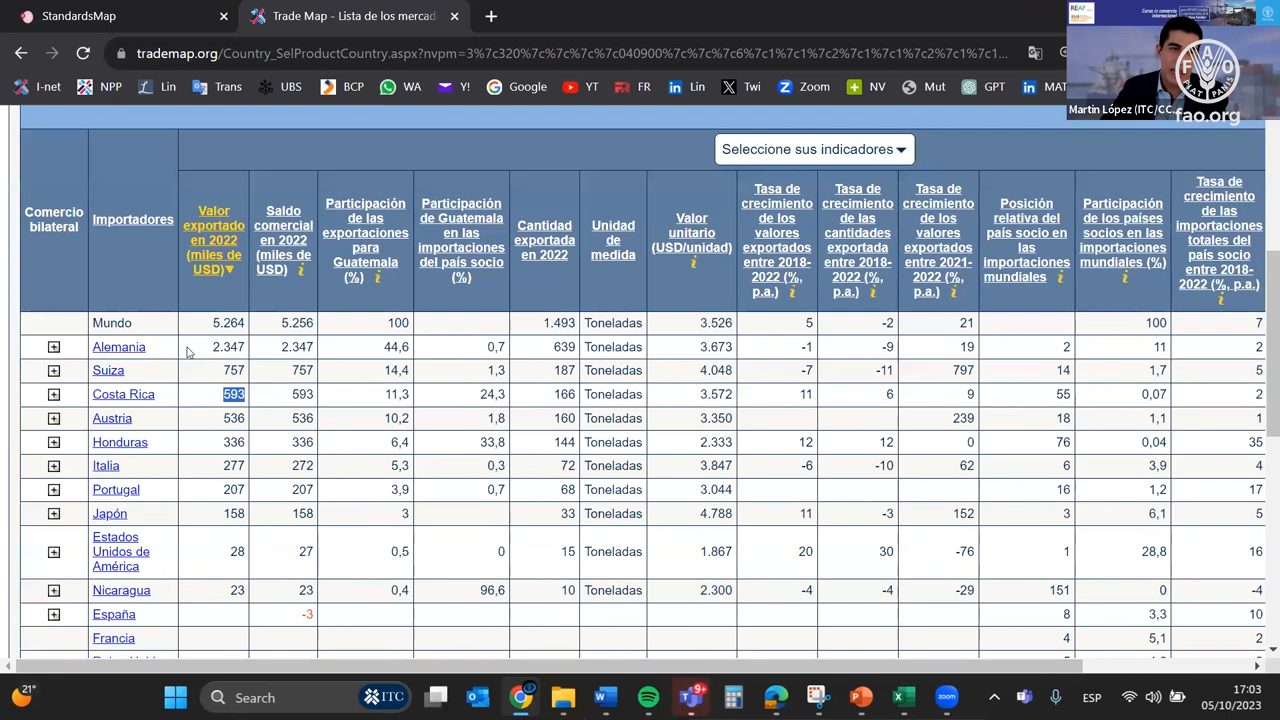 StandardsMap
Trade Map - Lista de los mercad
trademap.org/Country_SelProductCountry.aspx?nvpm=
0%7c%7c%7c040900%7c%7c%7c6%7c1%7c1%7c2%7c1%7c1%7c2%7c1%7c1...
I-net NPP Lin Trans UBS BCP WA Y! Google YT FR Lin Twi Zoom NV Mut GPT MAT
REAF
Curso de comercio
internacional
FAO
FIAT PANIS
Martin López (ITC/CC...
fao.org
Seleccione sus indicadores
Comercio
bilateral
Importadores
Valor
exportado
en 2022
(miles de
USD)
Saldo
comercial
en 2022
(miles de
USD) i
Participación
de las
exportaciones
para
Guatemala
(%) i
Participación
de Guatemala
en las
importaciones
del país socio
(%)
Cantidad
exportada
en 2022
Unidad
de
medida
Valor
unitario
(USD/unidad)
i
Tasa de
crecimiento
de los
valores
exportados
entre 2018-
2022 (%,
p.a.) i
Tasa de
crecimiento
de las
cantidades
exportada
entre 2018-
2022 (%,
p.a.) i
Tasa de
crecimiento
de los
valores
exportados
entre 2021-
2022 (%,
p.a.) i
Posición
relativa del
país socio en
las
importaciones
mundiales i
Participación
de los países
socios en las
importaciones
mundiales (%)
i
Tasa de
crecimiento
de las
importaciones
totales del
país socio
entre 2018-
2022 (%, p.a.)
i
Mundo 5.264 5.256 100 1.493 Toneladas 3.526 5 -2 21 100 7
Alemania 2.347 2.347 44,6 0,7 639 Toneladas 3.673 -1 -9 19 2 11 2
Suiza 757 757 14,4 1,3 187 Toneladas 4.048 -7 -11 797 14 1,7 5
Costa Rica 593 593 11,3 24,3 166 Toneladas 3.572 11 6 9 55 0,07 2
Austria 536 536 10,2 1,8 160 Toneladas 3.350 239 18 1,1 1
Honduras 336 336 6,4 33,8 144 Toneladas 2.333 12 12 0 76 0,04 35
Italia 277 272 5,3 0,3 72 Toneladas 3.847 -6 -10 62 6 3,9 4
Portugal 207 207 3,9 0,7 68 Toneladas 3.044 16 1,2 17
Japón 158 158 3 0,1 33 Toneladas 4.788 11 -3 152 3 6,1 5
Estados
Unidos de
América
28 27 0,5 0 15 Toneladas 1.867 20 30 -76 1 28,8 16
Nicaragua 23 23 0,4 96,6 10 Toneladas 2.300 -4 -4 -29 151 0 -4
España -3 8 3,3 10
Francia 4 5,1 2
21°
Search
ITC
9+
ESP
17:03
05/10/2023